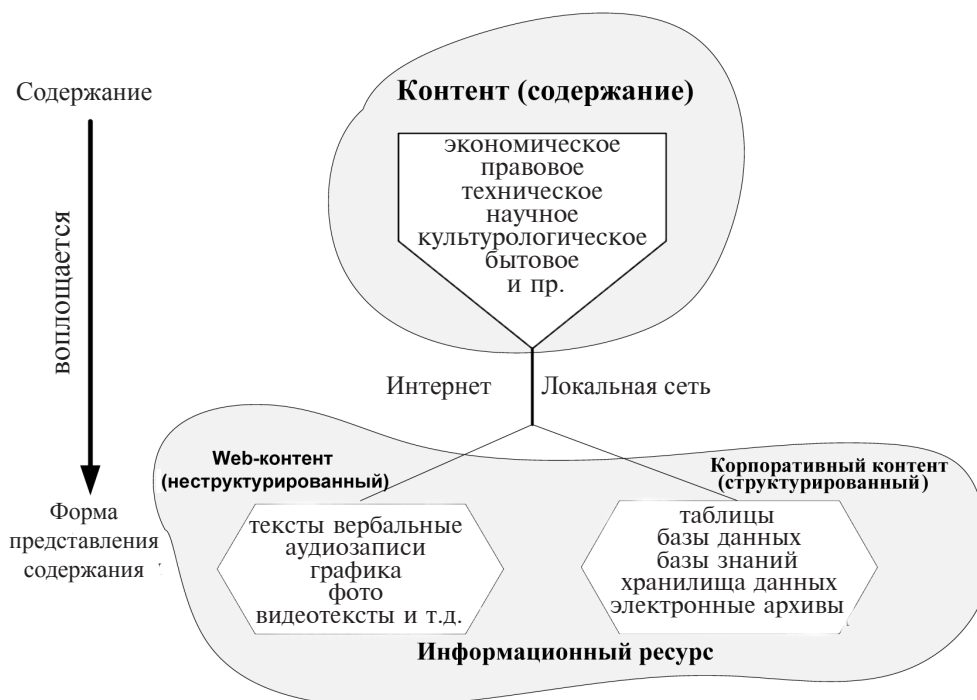 Содержание
воплощается
Форма
представления
содержания
Контент (содержание)
экономическое
правовое
техническое
научное
культурологическое
бытовое
и пр.
Интернет
Локальная сеть
Web-контент
(неструктурированный)
тексты вербальные
аудиозаписи
графика
фото
видеотексты и т.д.
Корпоративный контент
(структурированный)
таблицы
базы данных
базы знаний
хранилища данных
электронные архивы
Информационный ресурс